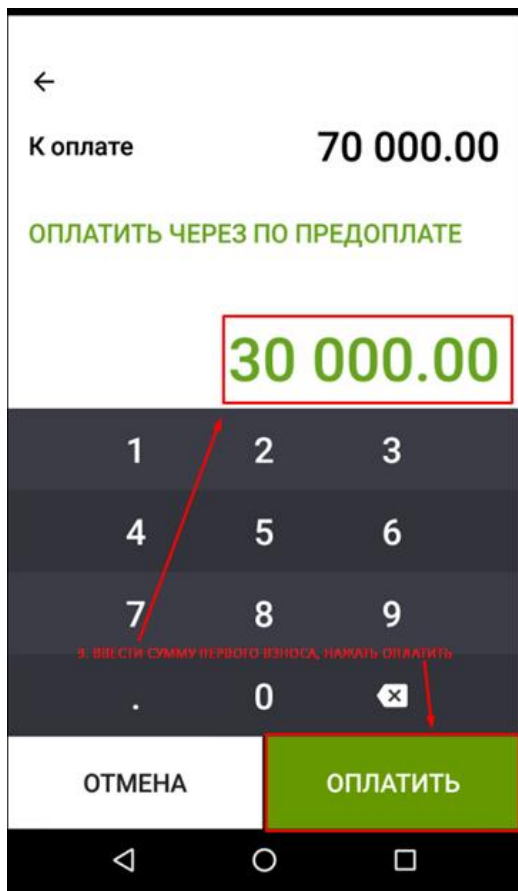 К оплате 70 000.00
ОПЛАТИТЬ ЧЕРЕЗ ПО ПРЕДОПЛАТЕ
30 000.00
1 2 3
4 5 6
7 8 9
9. ВВЕСТИ СУММУ ПЕРВОГО ВЗНОСА, НАЖАТЬ ОПЛАТИТЬ
. 0
ОТМЕНА ОПЛАТИТЬ